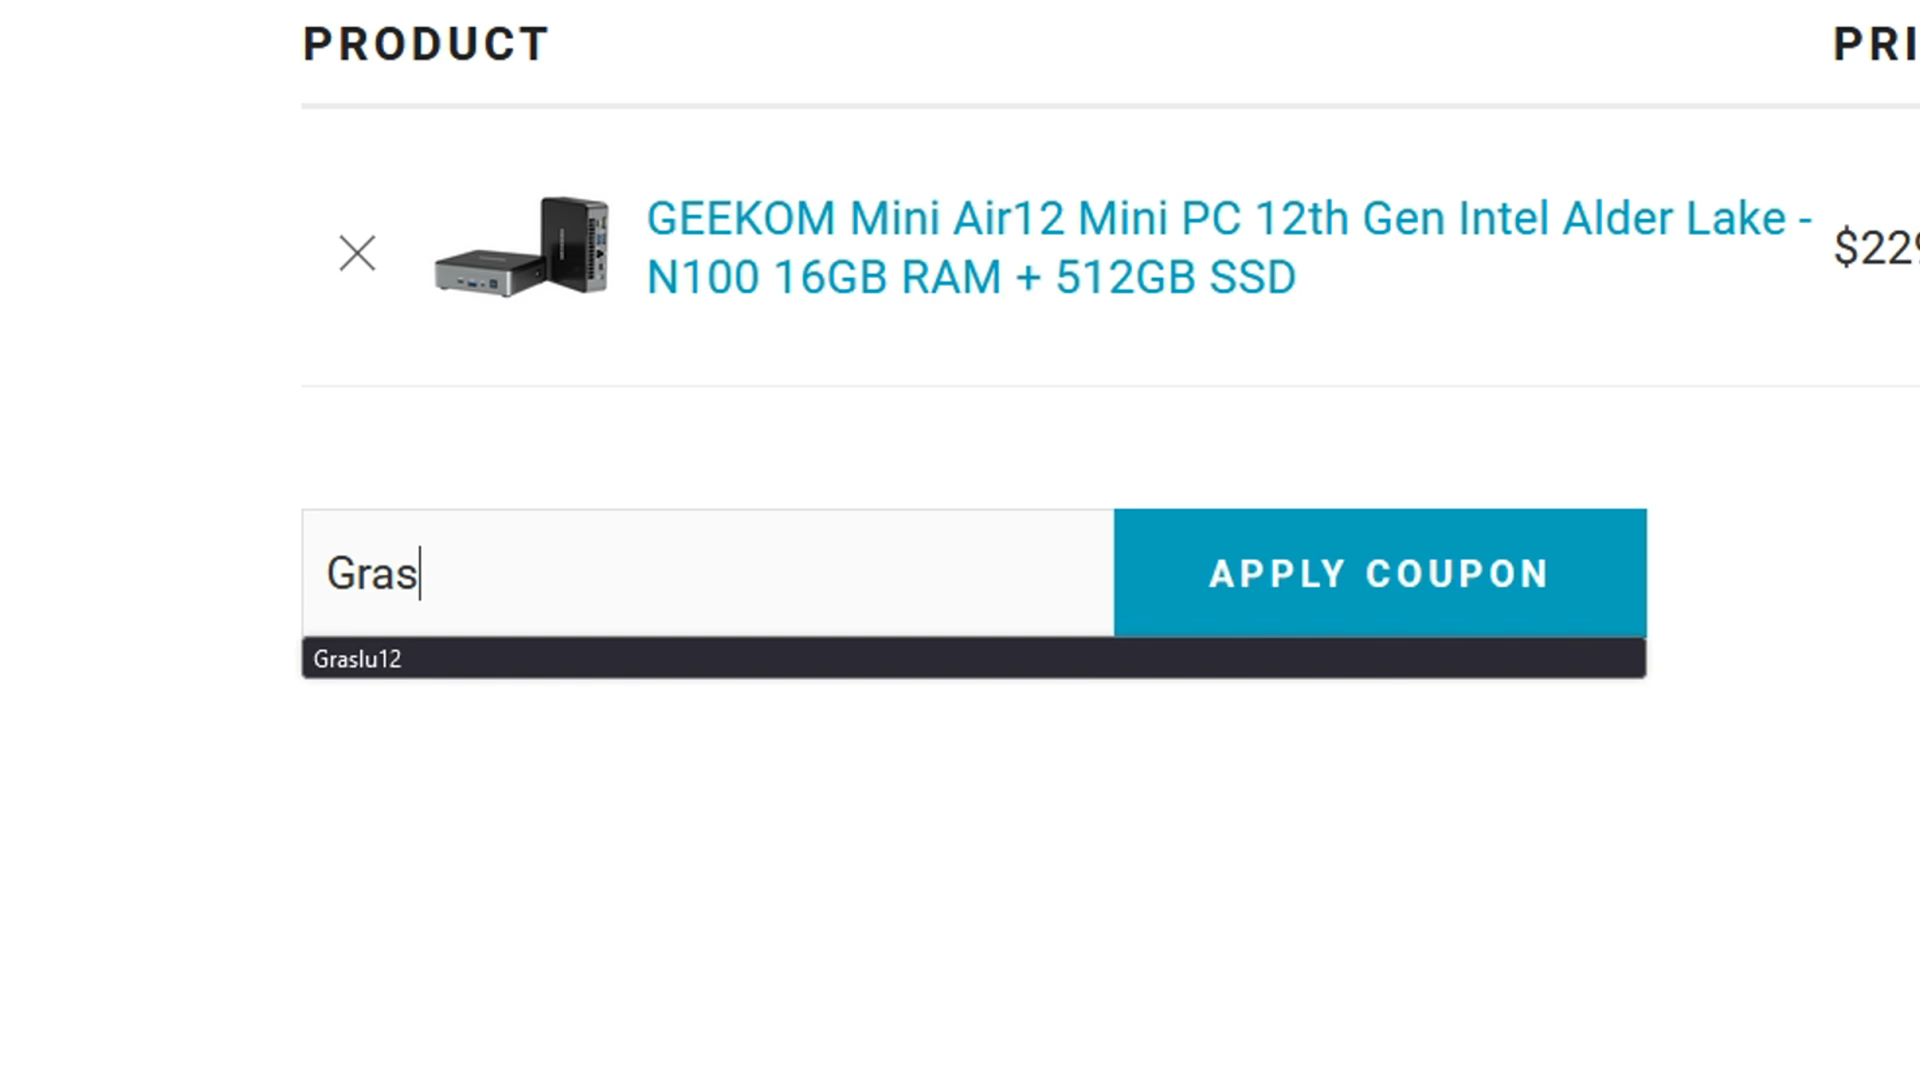 PRODUCT PRI
GEEKOM Mini Air12 Mini PC 12th Gen Intel Alder Lake -
N100 16GB RAM + 512GB SSD
$229
Gras
APPLY COUPON
Graslu12